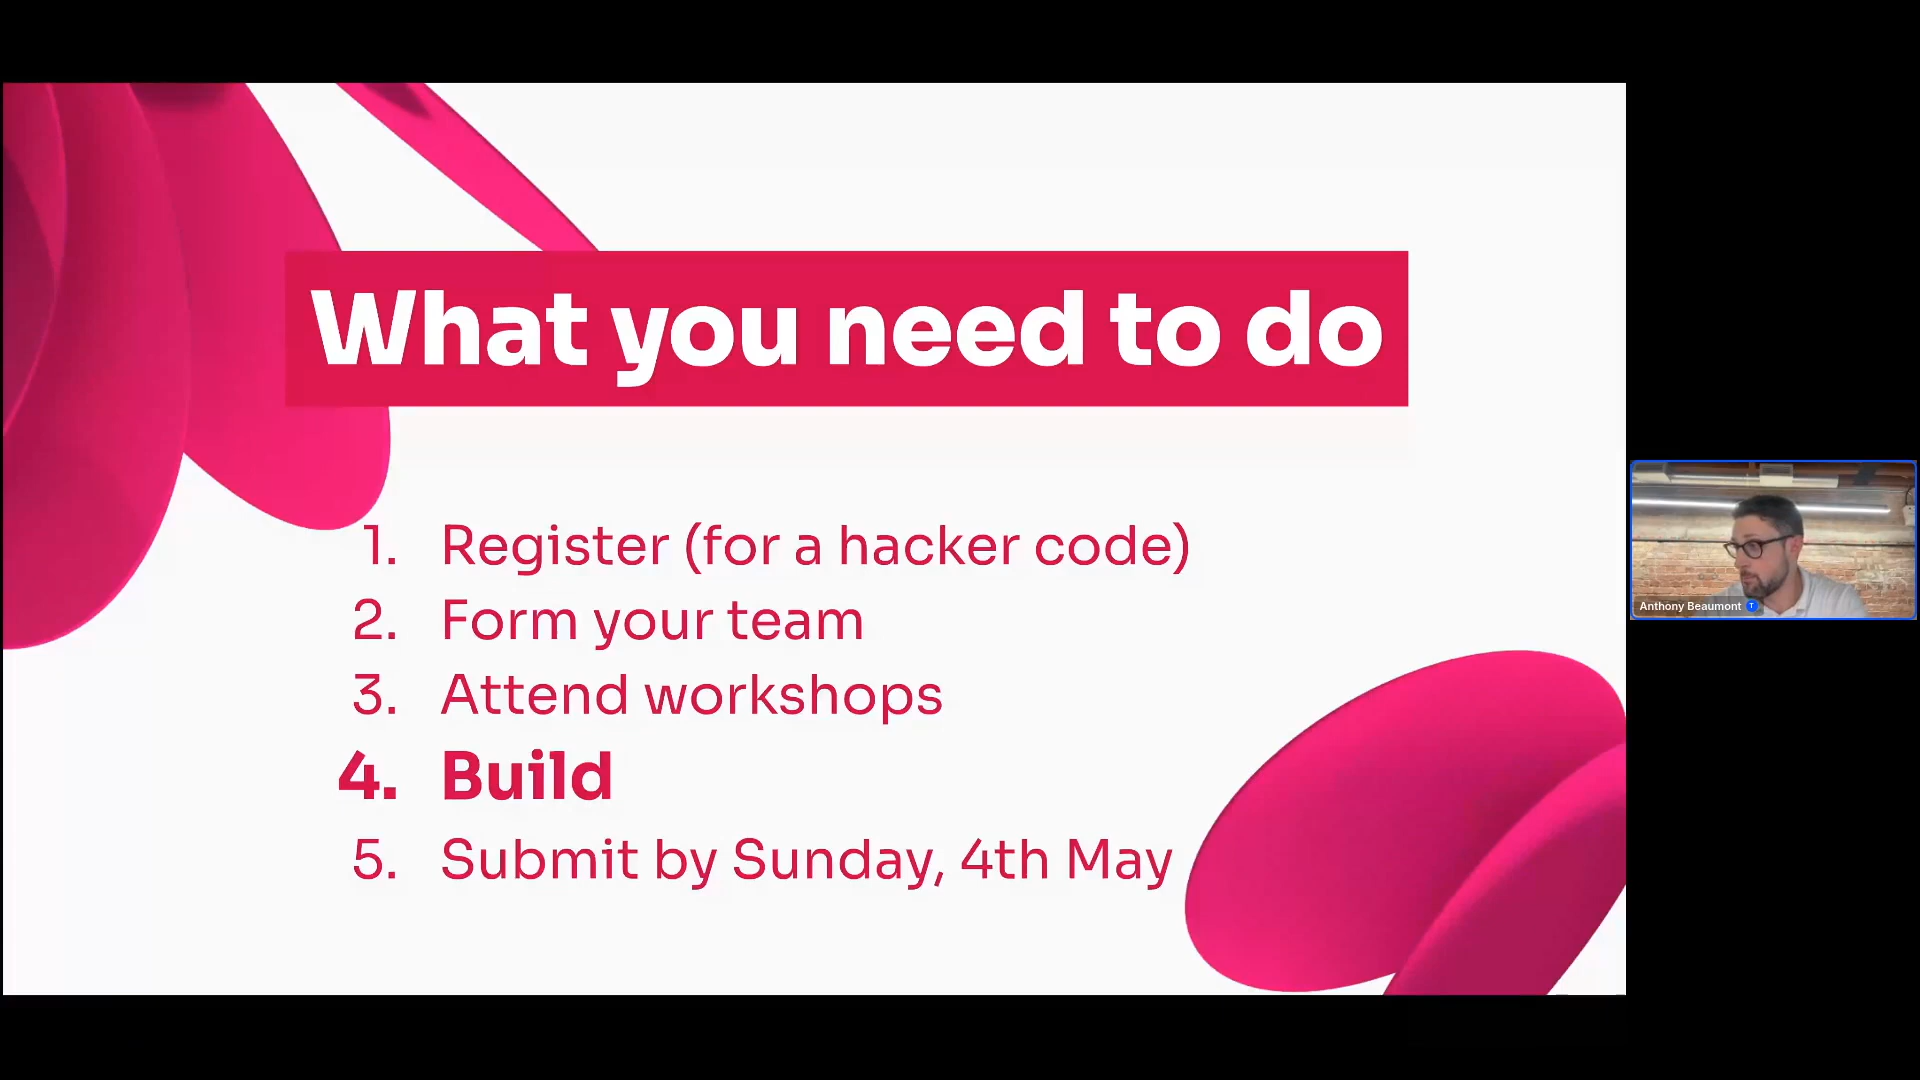 What you need to do
1. Register (for a hacker code)
2. Form your team
3. Attend workshops
4. Build
5. Submit by Sunday, 4th May
Anthony Beaumont T